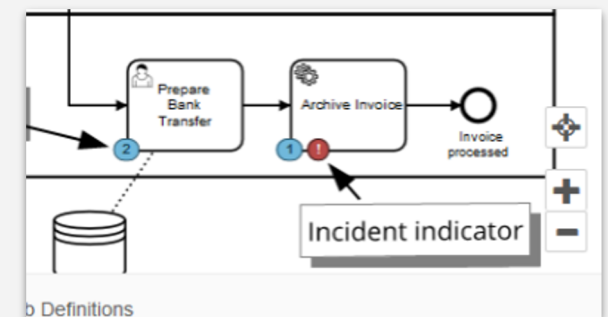 Prepare
Bank
Transfer
Archive Invoice
2
1
!
Invoice
processed
Incident indicator
b Definitions